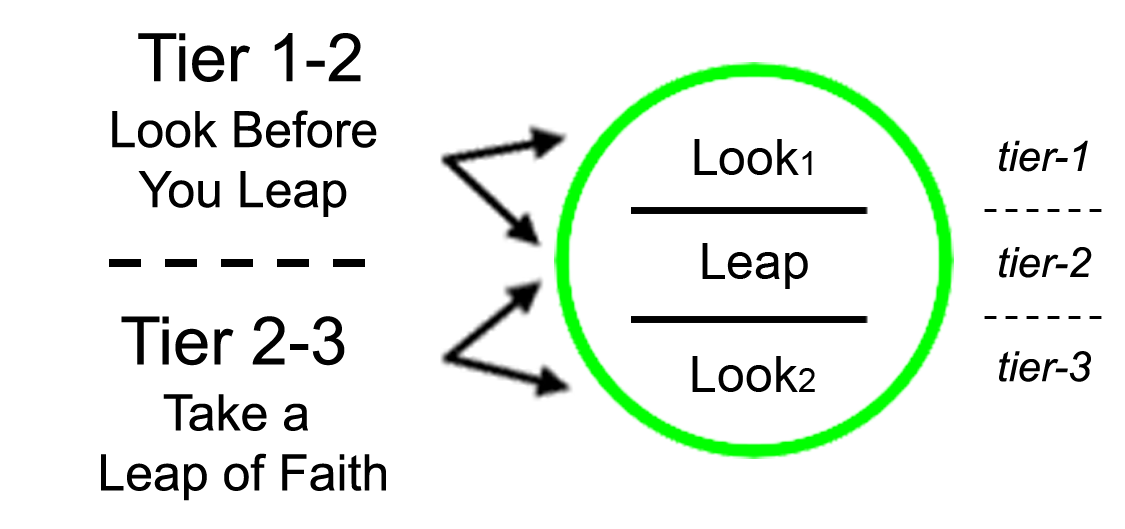 Tier 1-2
Look Before
You Leap
Tier 2-3
Take a
Leap of Faith
Look1
Leap
Look2
tier-1
tier-2
tier-3